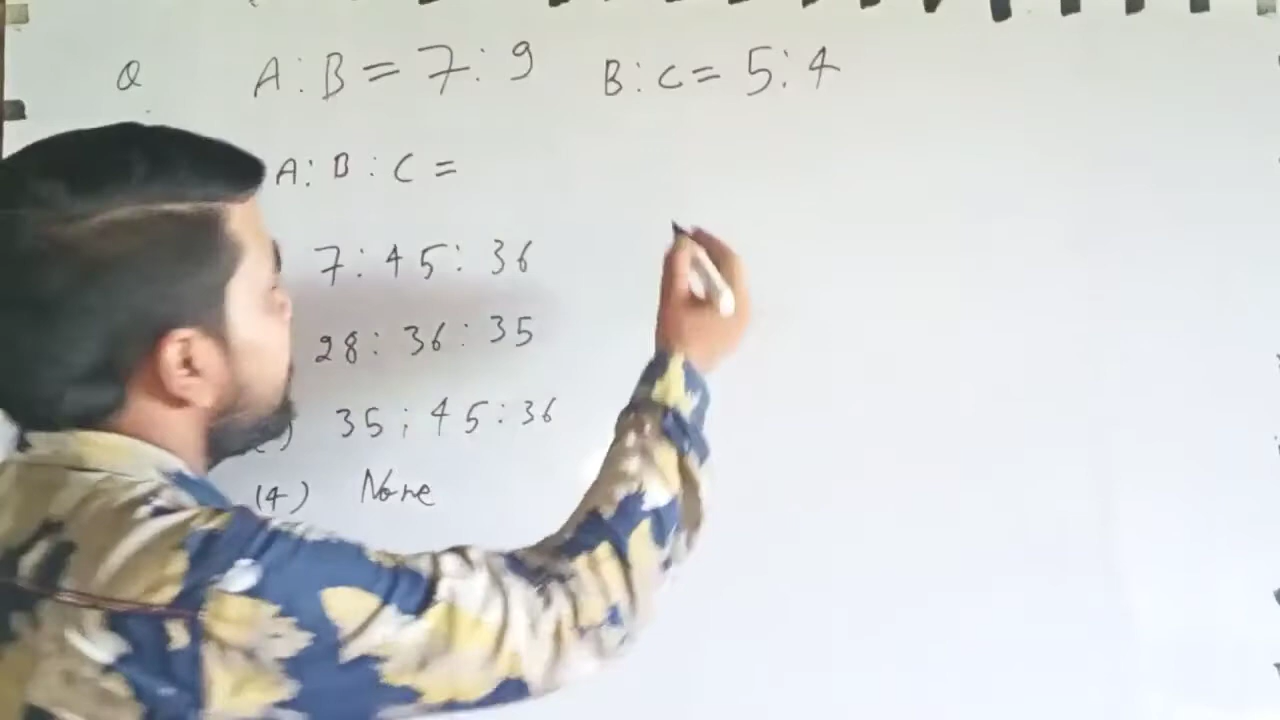 Q A : B = 7 : 9 B : C = 5 : 4
A : B : C =
) 7 : 45 : 36
28 : 36 : 35
) 35 ; 45 : 36
(4) None